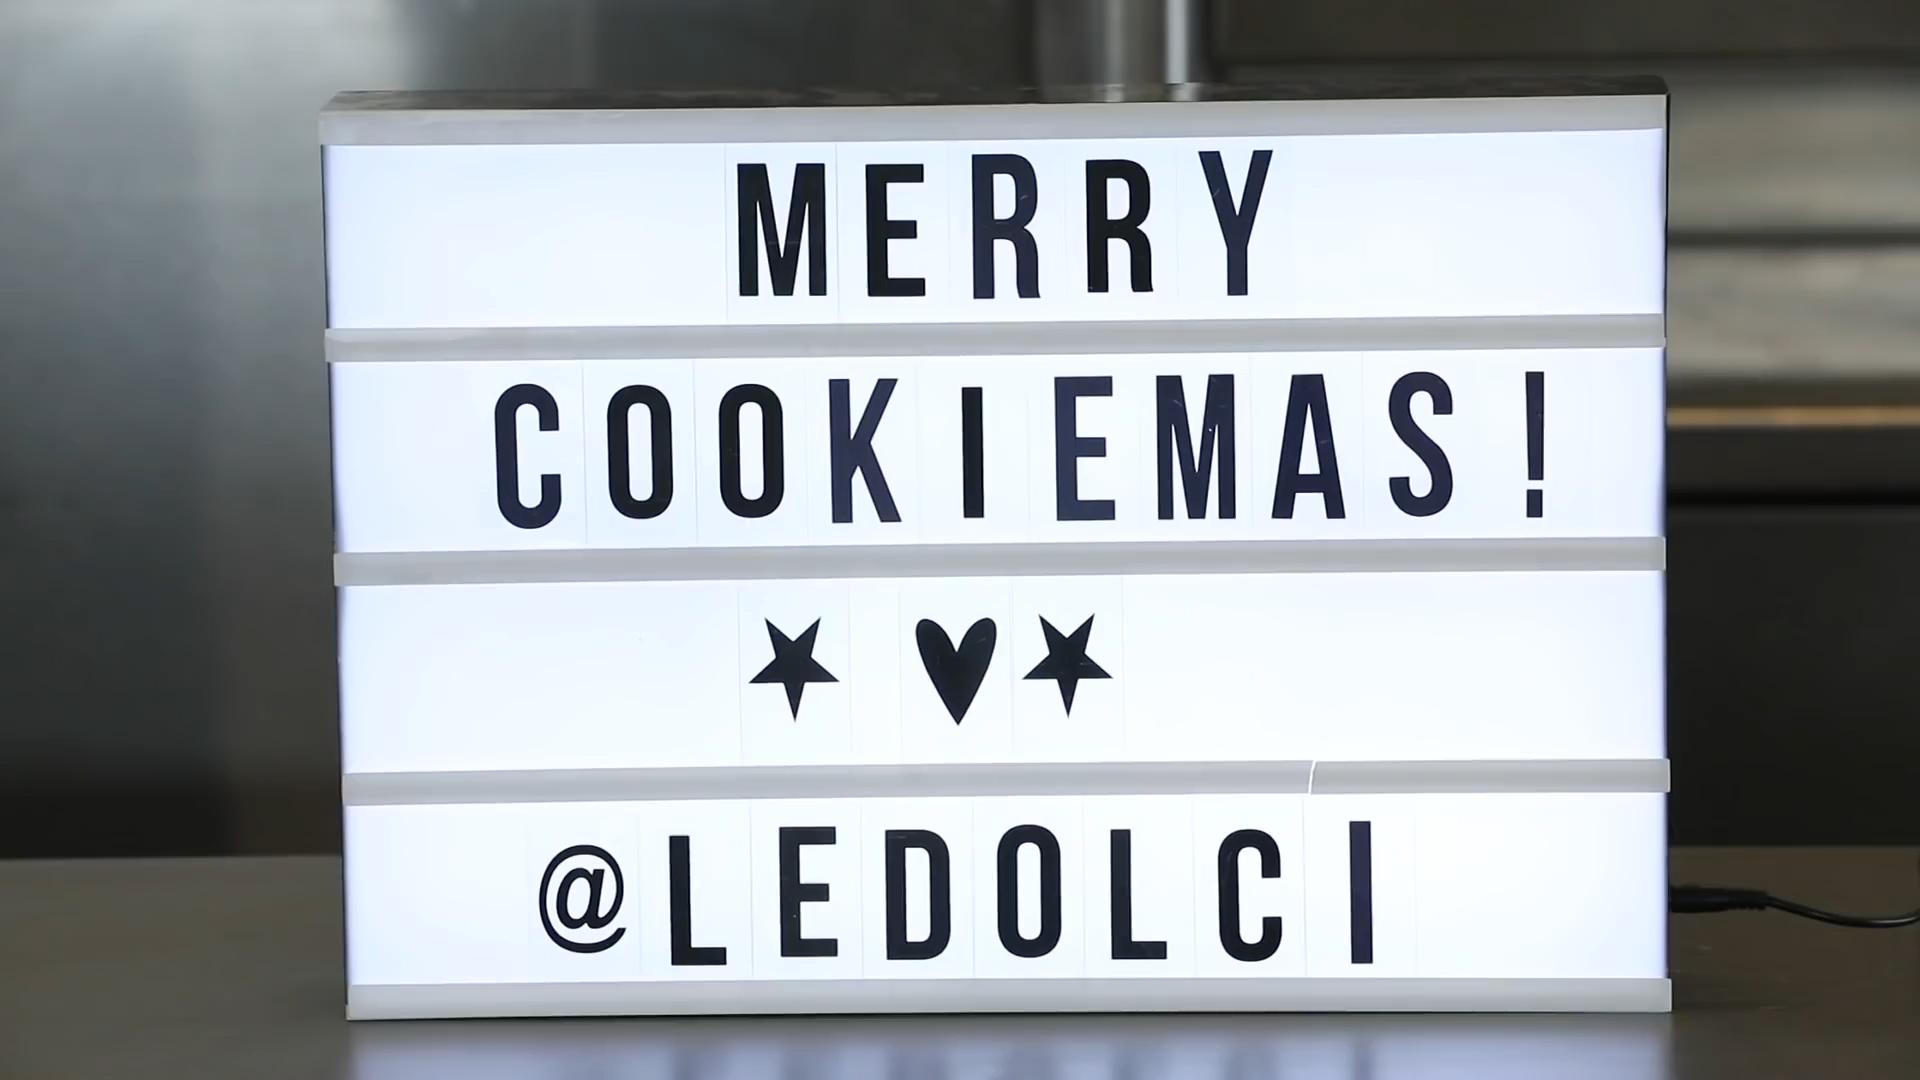 MERRY
COOKIEMAS!
★ ♥ ★
@LEDOLCI